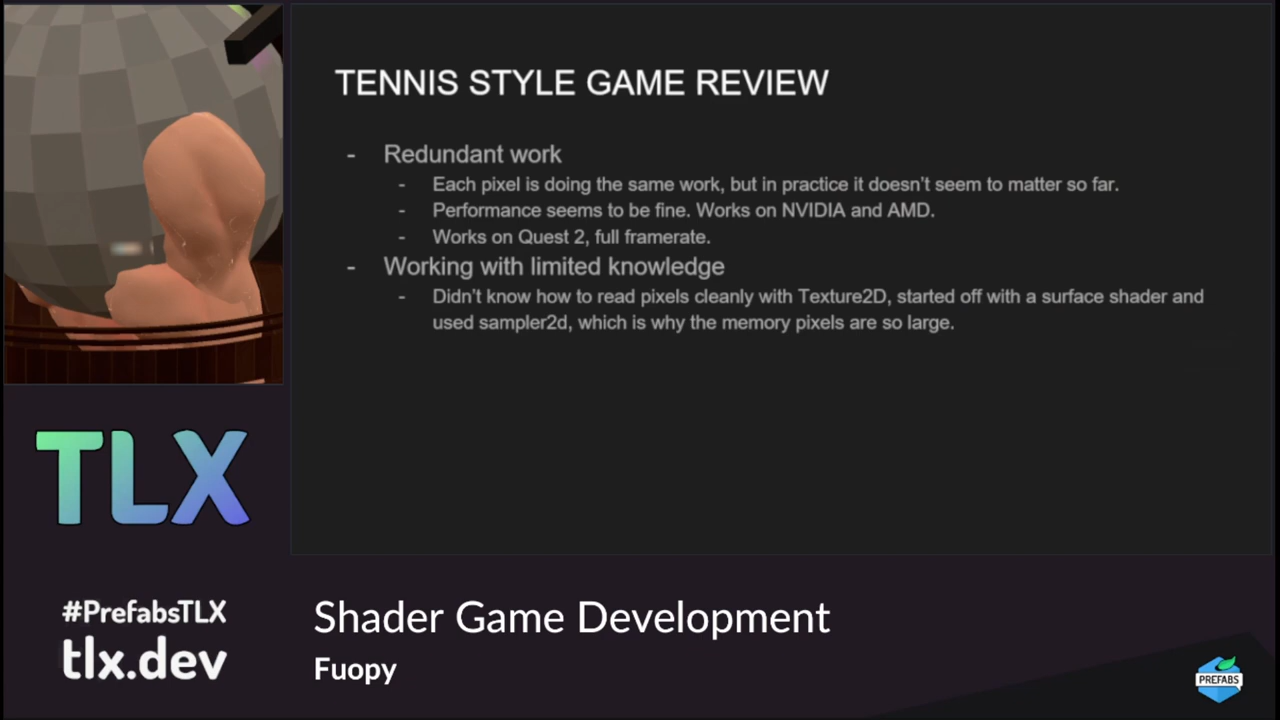 TENNIS STYLE GAME REVIEW
- Redundant work
- Each pixel is doing the same work, but in practice it doesn't seem to matter so far.
- Performance seems to be fine. Works on NVIDIA and AMD.
- Works on Quest 2, full framerate.
- Working with limited knowledge
- Didn't know how to read pixels cleanly with Texture2D, started off with a surface shader and
used sampler2d, which is why the memory pixels are so large.
TLX
#PrefabsTLX
tlx.dev
Shader Game Development
Fuopy
PREFABS